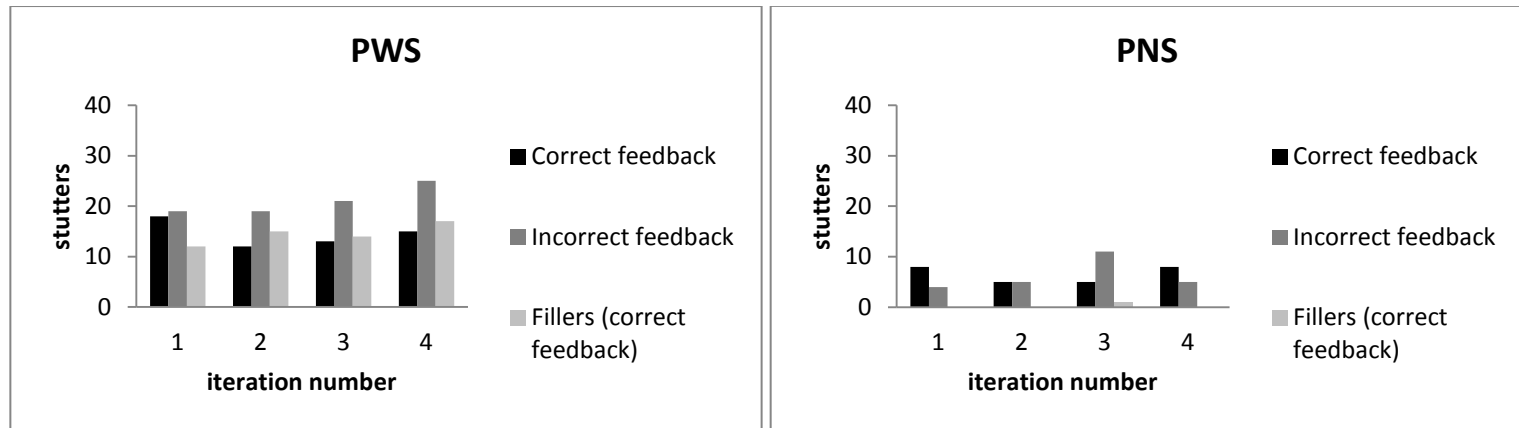 PWS
40
30
20
10
0
stutters
1 2 3 4
iteration number
Correct feedback
Incorrect feedback
Fillers (correct
feedback)
PNS
40
30
20
10
0
stutters
1 2 3 4
iteration number
Correct feedback
Incorrect feedback
Fillers (correct
feedback)